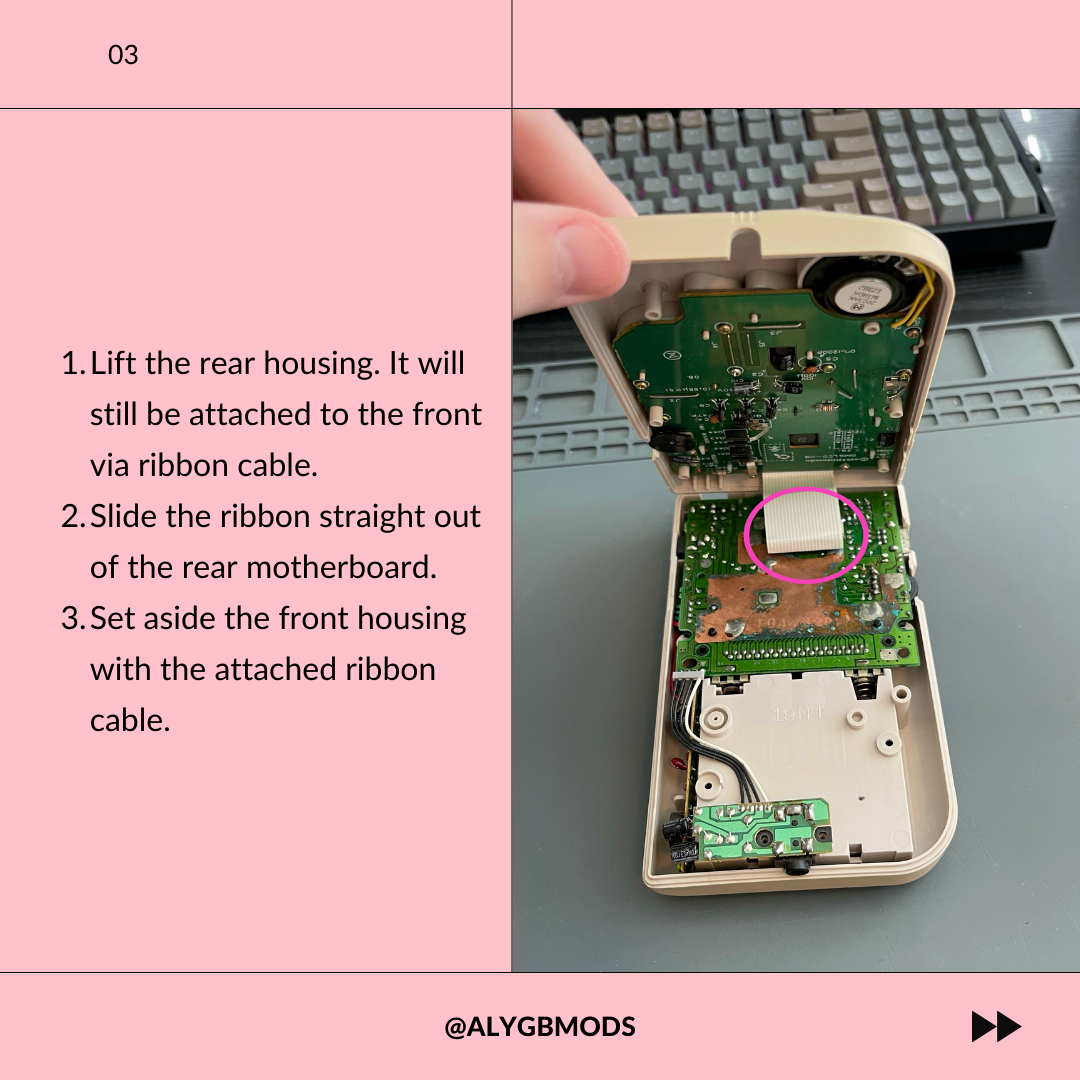 03
1. Lift the rear housing. It will
still be attached to the front
via ribbon cable.
2. Slide the ribbon straight out
of the rear motherboard.
3. Set aside the front housing
with the attached ribbon
cable.
@ALYGBMODS